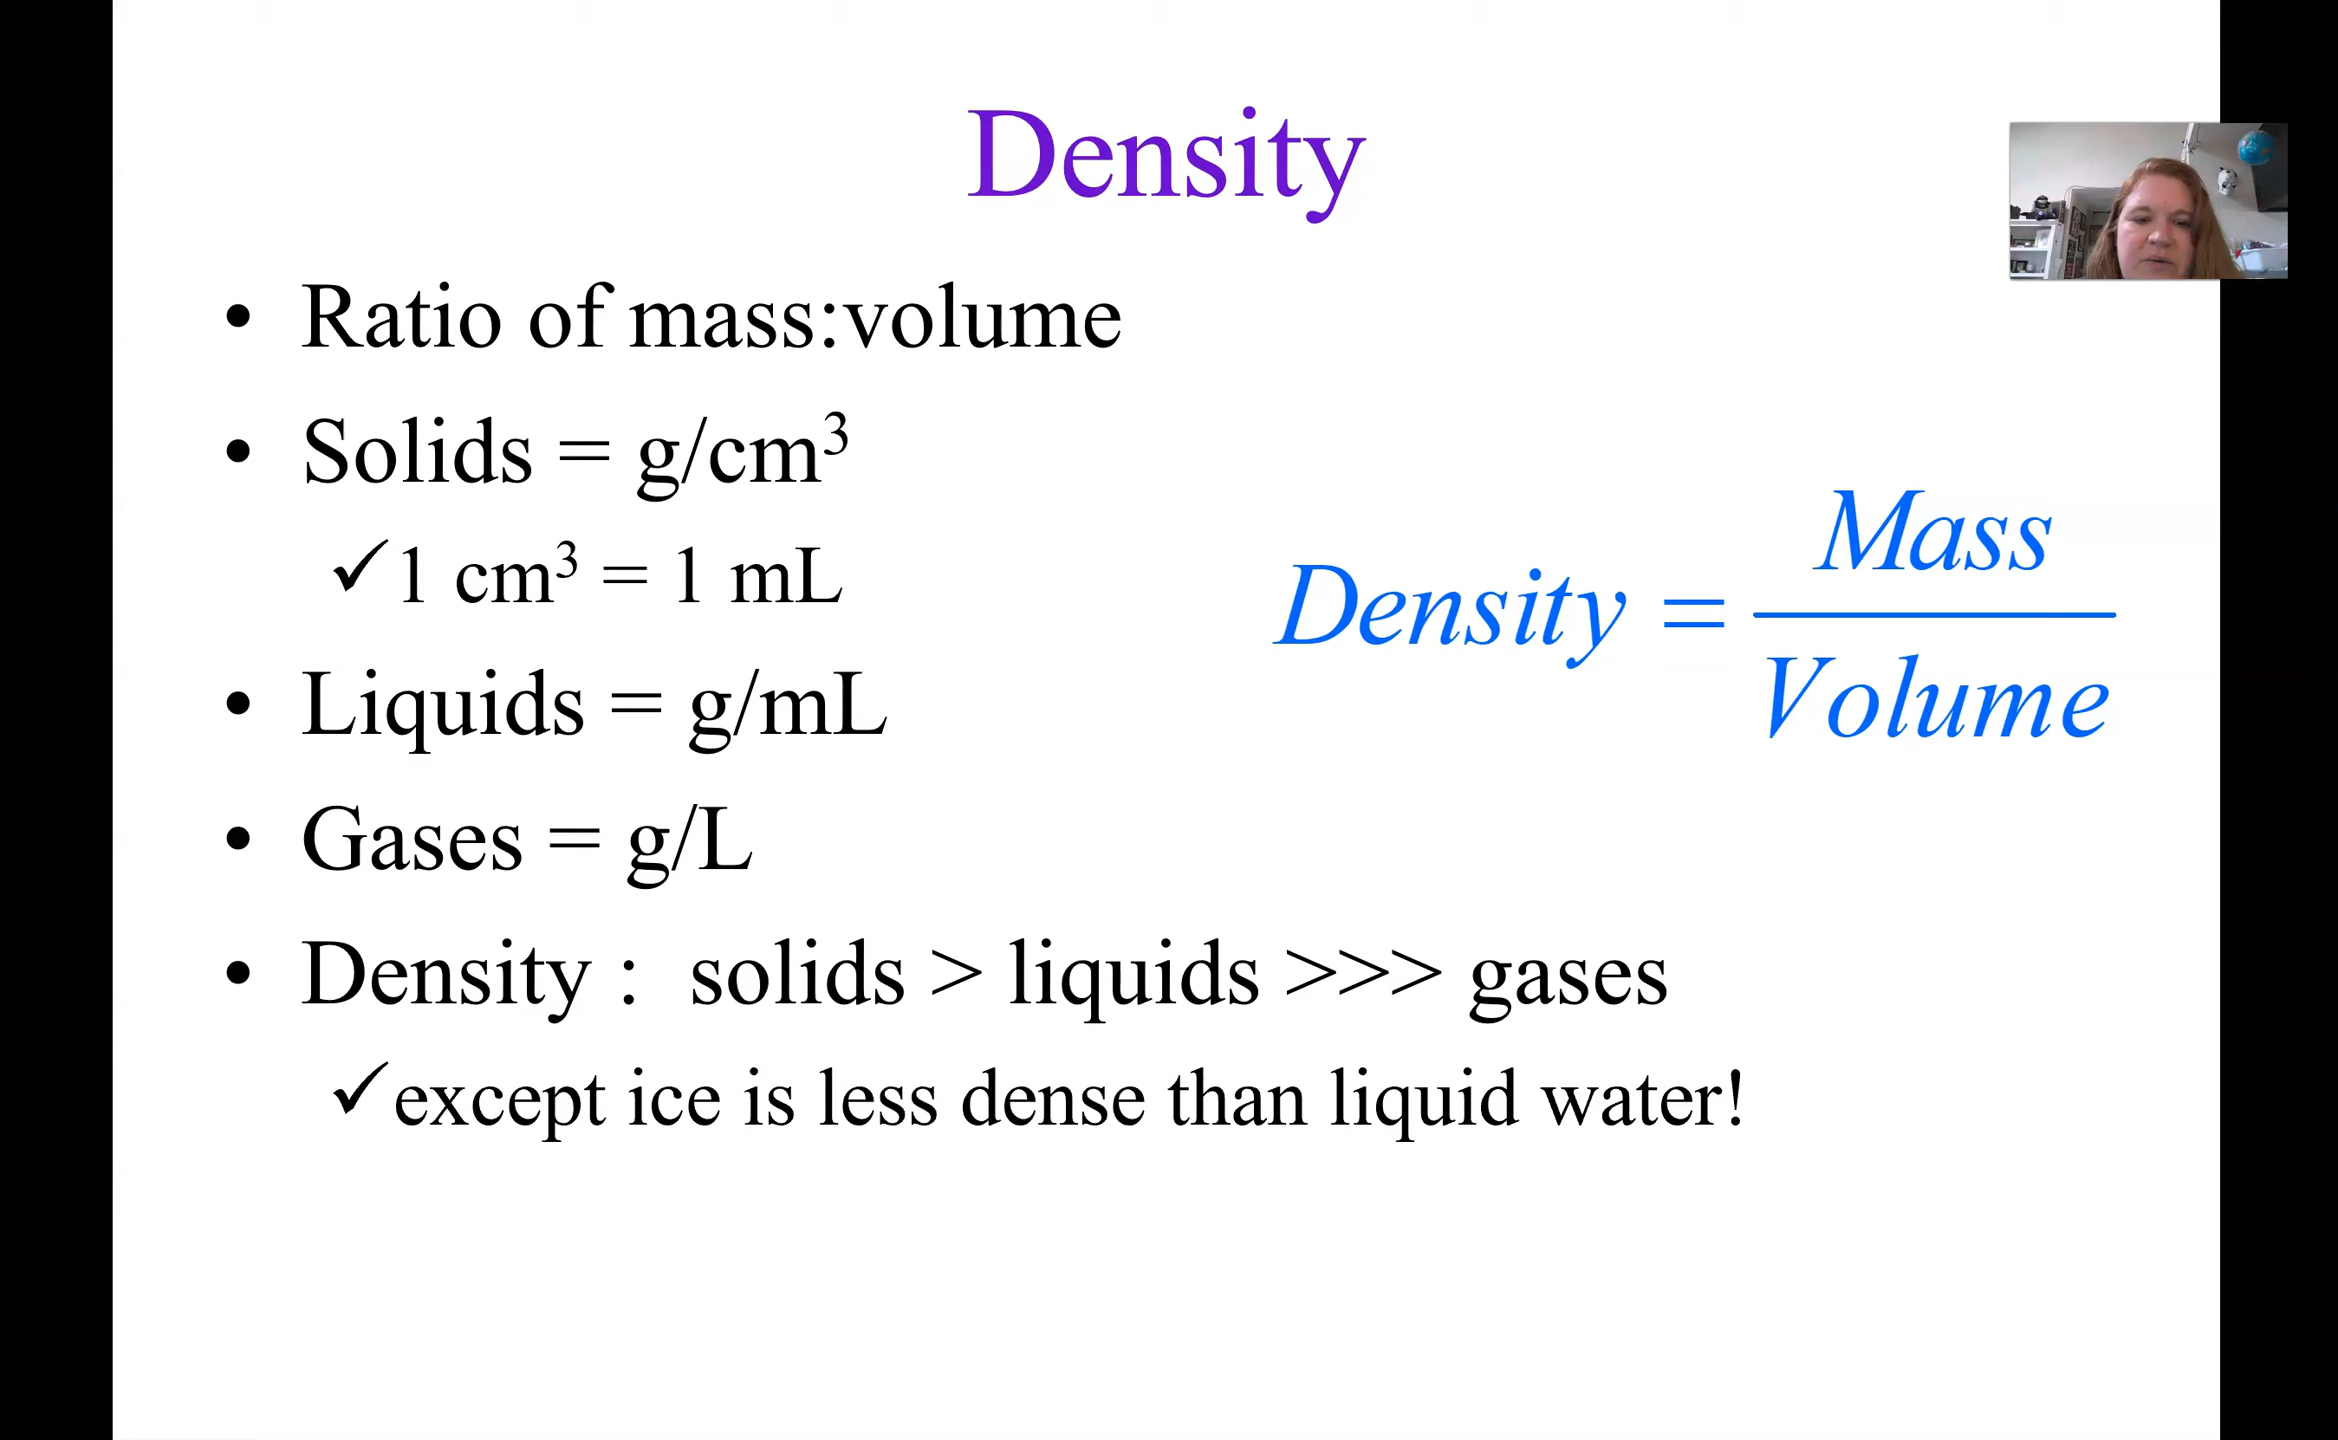 Density
• Ratio of mass:volume
• Solids = g/cm³
✓1 cm³ = 1 mL
• Liquids = g/mL
• Gases = g/L
• Density : solids > liquids >>> gases
✓except ice is less dense than liquid water!
Mass
Density =
Volume